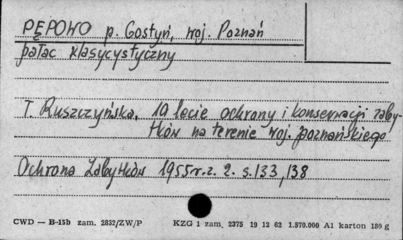 PĘPOWO p. Gostyń, woj. Poznań
pałac klasycystyczny
T. Ruszczyńska. 10 lecie ochrony i konserwacji zaby-
tków na terenie woj. poznańskiego
Ochrona Zabytków 1955 r. z. 2. s. 133, 138
CWD — B-15b zam. 2832/ZW/P KZG 1 zam. 2375 19 12 62 1.570.000 A1 karton 180 g